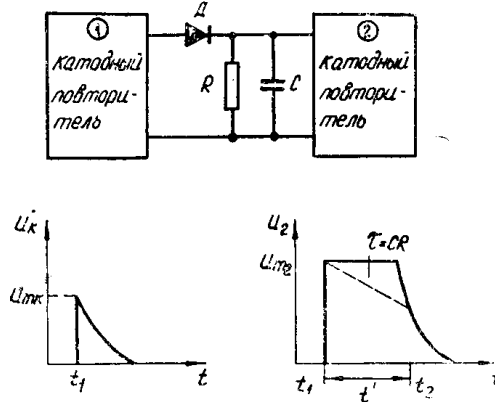 Д
1
катодный
повтори-
тель
R
C
2
катодный
повтори-
тель
Uк
Umк
t₁
t
U₂
Um₂
τ=CR
t₁
t'
t₂
t